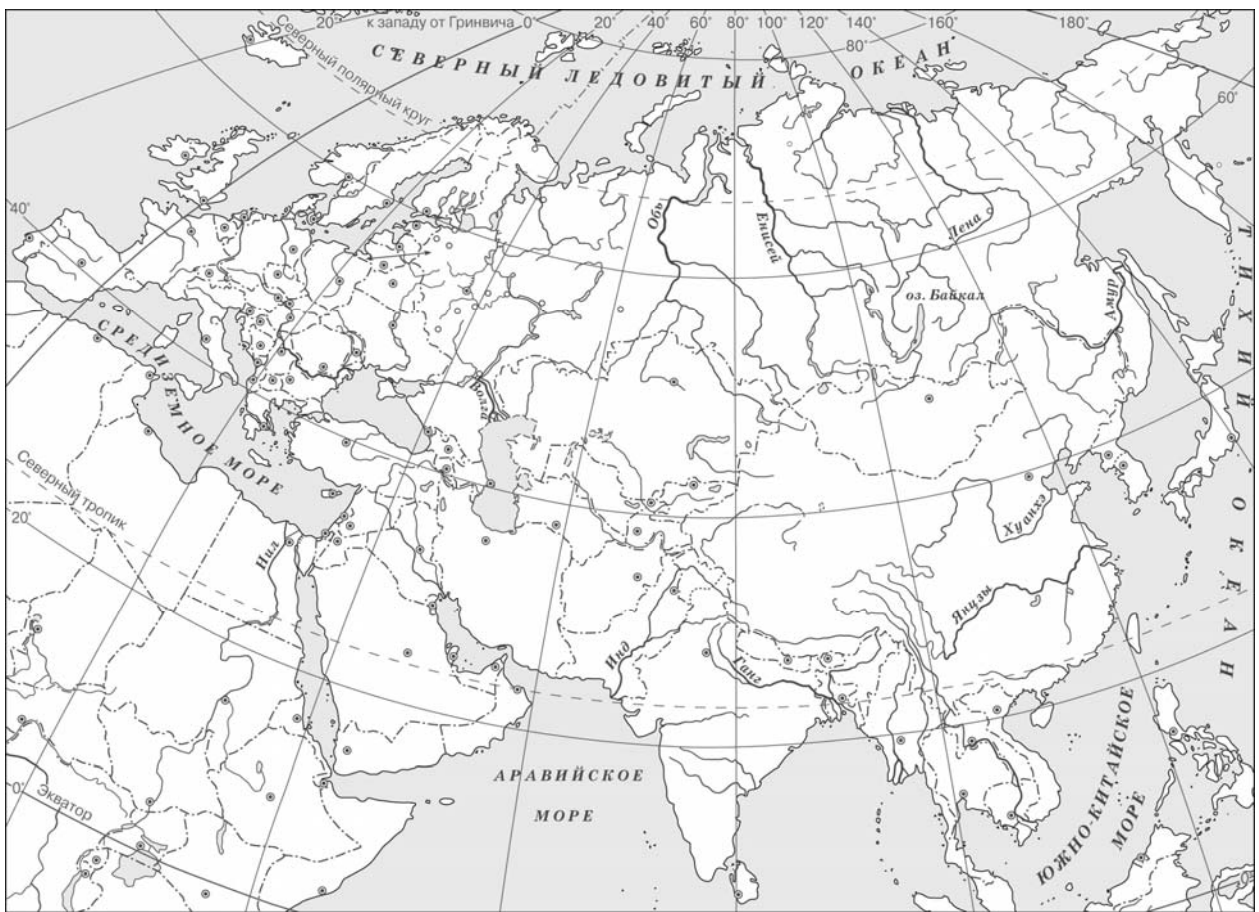 20° к западу от Гринвича 0° 20° 40° 60° 80° 100° 120° 140° 160° 180°
80°
60°
СЕВЕРНЫЙ ЛЕДОВИТЫЙ ОКЕАН
Северный полярный круг
40°
Обь
Енисей
Лена
оз. Байкал
Амур
ТИХИЙ ОКЕАН
СРЕДИЗЕМНОЕ МОРЕ
Волга
Северный тропик
20°
Нил
Хуанхэ
Янцзы
Инд
Ганг
АРАВИЙСКОЕ
МОРЕ
ЮЖНО-КИТАЙСКОЕ
МОРЕ
0°
Экватор
0°